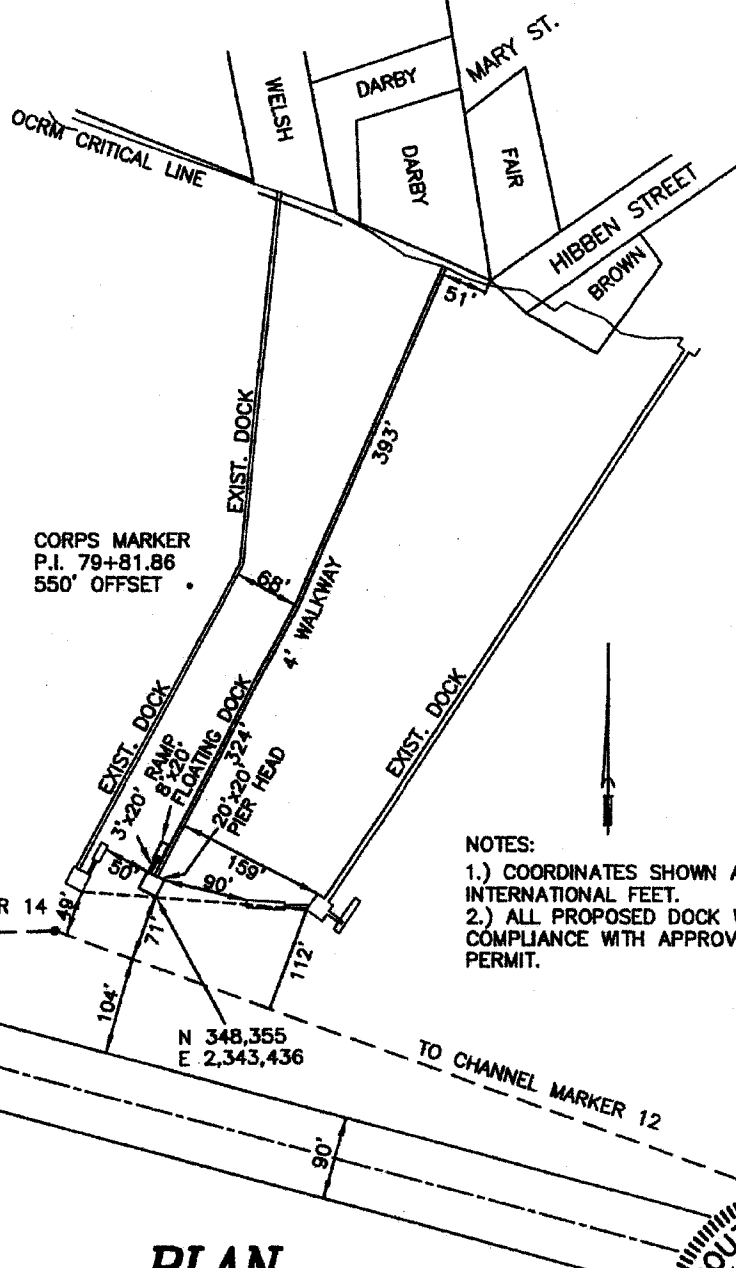 MARY ST.
DARBY
WELSH
OCRM CRITICAL LINE
DARBY
FAIR
HIBBEN STREET
BROWN
51'
EXIST. DOCK
393'
CORPS MARKER
P.I. 79+81.86
550' OFFSET
68'
4' WALKWAY
EXIST. DOCK
EXIST. DOCK
3'x20' RAMP
8'x20'
FLOATING DOCK
324'
20'x20'
PIER HEAD
NOTES:
1.) COORDINATES SHOWN A
INTERNATIONAL FEET.
2.) ALL PROPOSED DOCK
COMPLIANCE WITH APPROV
PERMIT.
159'
50'
90'
R 14
49'
71'
112'
104'
N 348,355
E 2,343,436
TO CHANNEL MARKER 12
90'
PLAN
OUT